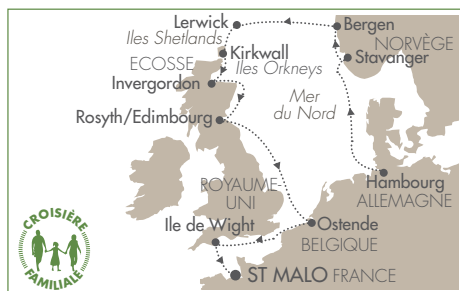 Lerwick
Bergen
Iles Shetlands
NORVÈGE
Kirkwall
ECOSSE
Iles Orkneys
Stavanger
Invergordon
Mer
du Nord
Rosyth/Edimbourg
Hambourg
ROYAUME-
UNI
ALLEMAGNE
Ile de Wight
Ostende
BELGIQUE
ST MALO FRANCE
CROISIÈRE
FAMILIALE